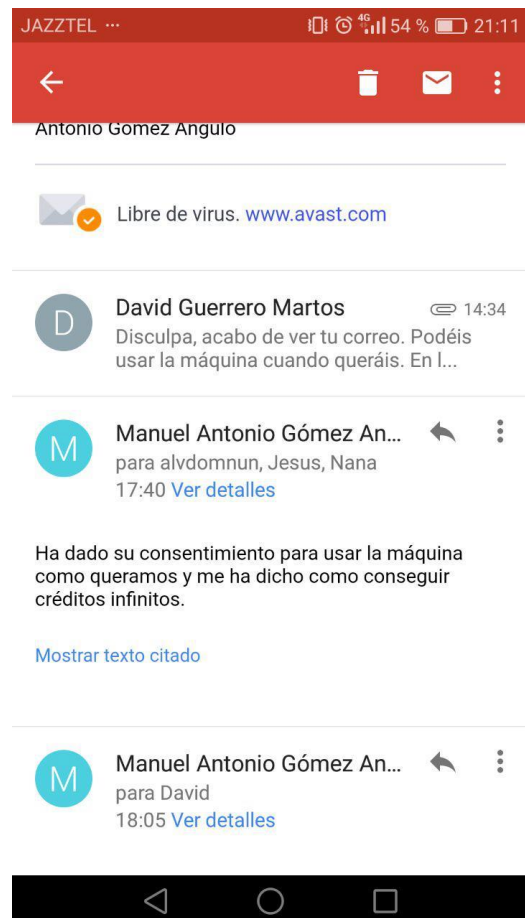 JAZZTEL ... 4G 54 % 21:11
Antonio Gómez Angulo
Libre de virus. www.avast.com
D David Guerrero Martos 14:34
Disculpa, acabo de ver tu correo. Podéis
usar la máquina cuando queráis. En l...
M Manuel Antonio Gómez An...
para alvdomnun, Jesus, Nana
17:40 Ver detalles
Ha dado su consentimiento para usar la máquina
como queramos y me ha dicho como conseguir
créditos infinitos.
Mostrar texto citado
M Manuel Antonio Gómez An...
para David
18:05 Ver detalles